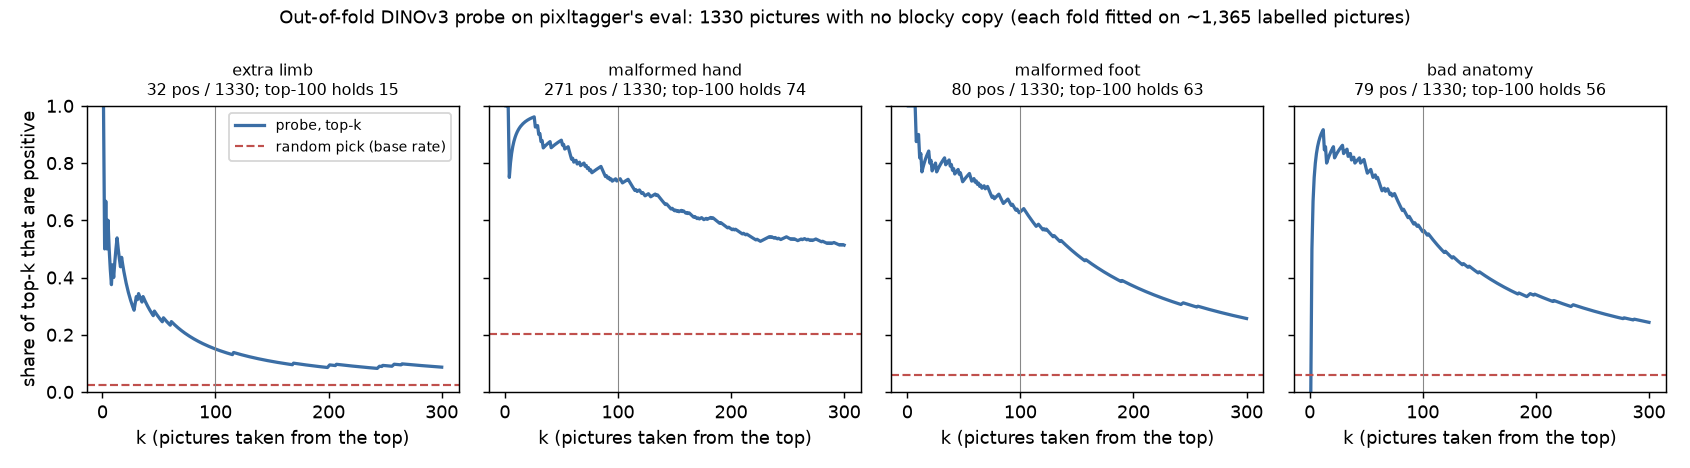 Out-of-fold DINOv3 probe on pixltagger's eval: 1330 pictures with no blocky copy (each fold fitted on ~1,365 labelled pictures)
extra limb
32 pos / 1330; top-100 holds 15
malformed hand
271 pos / 1330; top-100 holds 74
malformed foot
80 pos / 1330; top-100 holds 63
bad anatomy
79 pos / 1330; top-100 holds 56
share of top-k that are positive
1.0
0.8
0.6
0.4
0.2
0.0
probe, top-k
random pick (base rate)
0 100 200 300
0 100 200 300
0 100 200 300
0 100 200 300
k (pictures taken from the top)
k (pictures taken from the top)
k (pictures taken from the top)
k (pictures taken from the top)